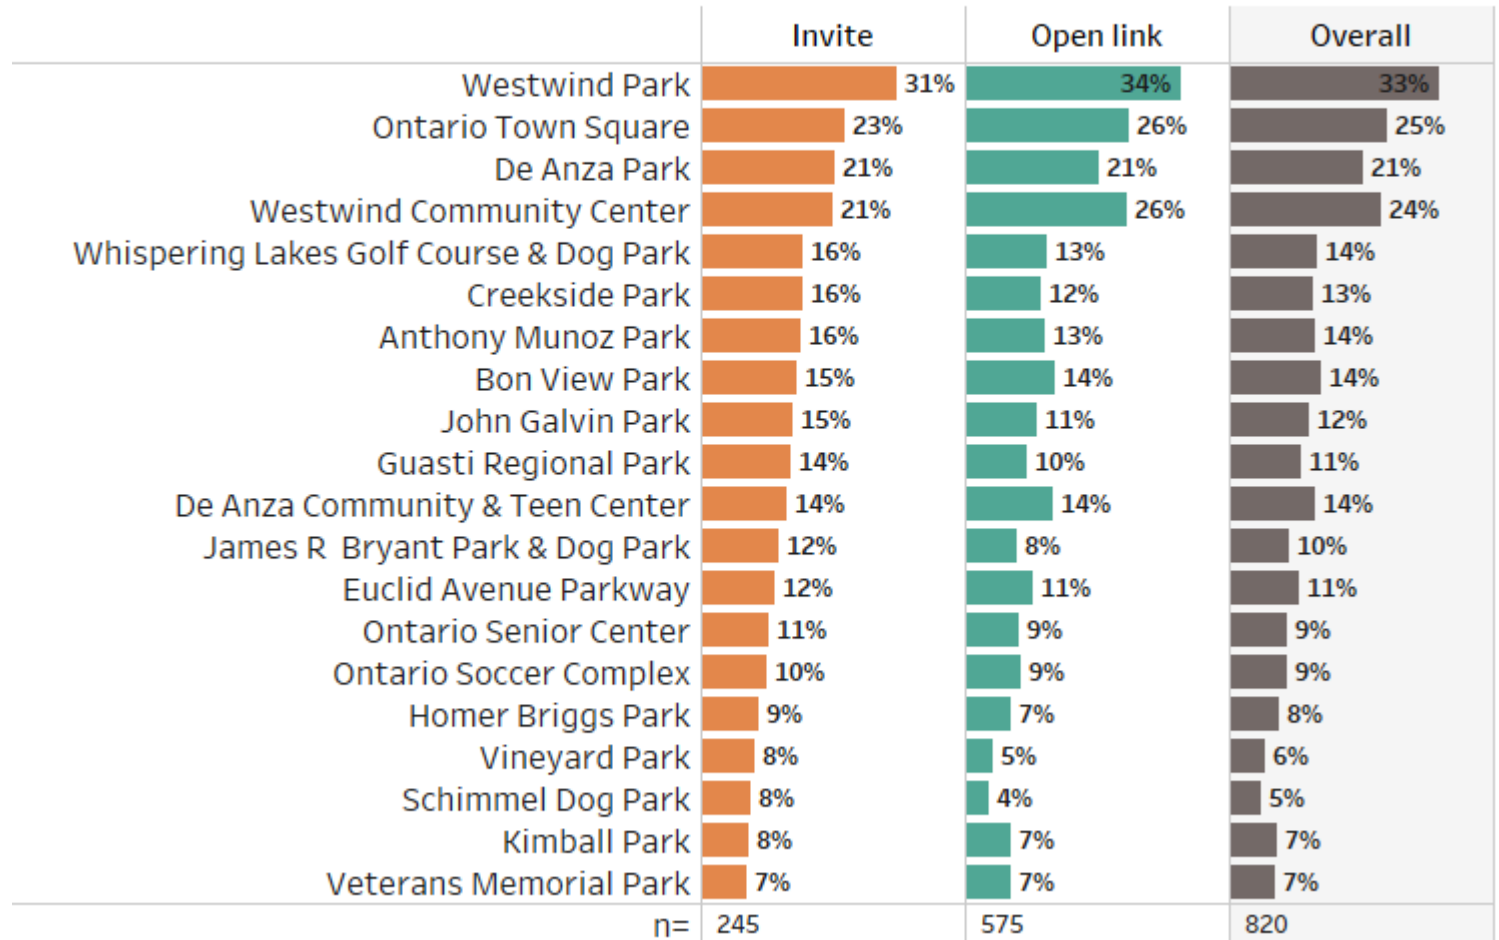 Invite Open link Overall
Westwind Park 31% 34% 33%
Ontario Town Square 23% 26% 25%
De Anza Park 21% 21% 21%
Westwind Community Center 21% 26% 24%
Whispering Lakes Golf Course & Dog Park 16% 13% 14%
Creekside Park 16% 12% 13%
Anthony Munoz Park 16% 13% 14%
Bon View Park 15% 14% 14%
John Galvin Park 15% 11% 12%
Guasti Regional Park 14% 10% 11%
De Anza Community & Teen Center 14% 14% 14%
James R  Bryant Park & Dog Park 12% 8% 10%
Euclid Avenue Parkway 12% 11% 11%
Ontario Senior Center 11% 9% 9%
Ontario Soccer Complex 10% 9% 9%
Homer Briggs Park 9% 7% 8%
Vineyard Park 8% 5% 6%
Schimmel Dog Park 8% 4% 5%
Kimball Park 8% 7% 7%
Veterans Memorial Park 7% 7% 7%
n= 245 575 820